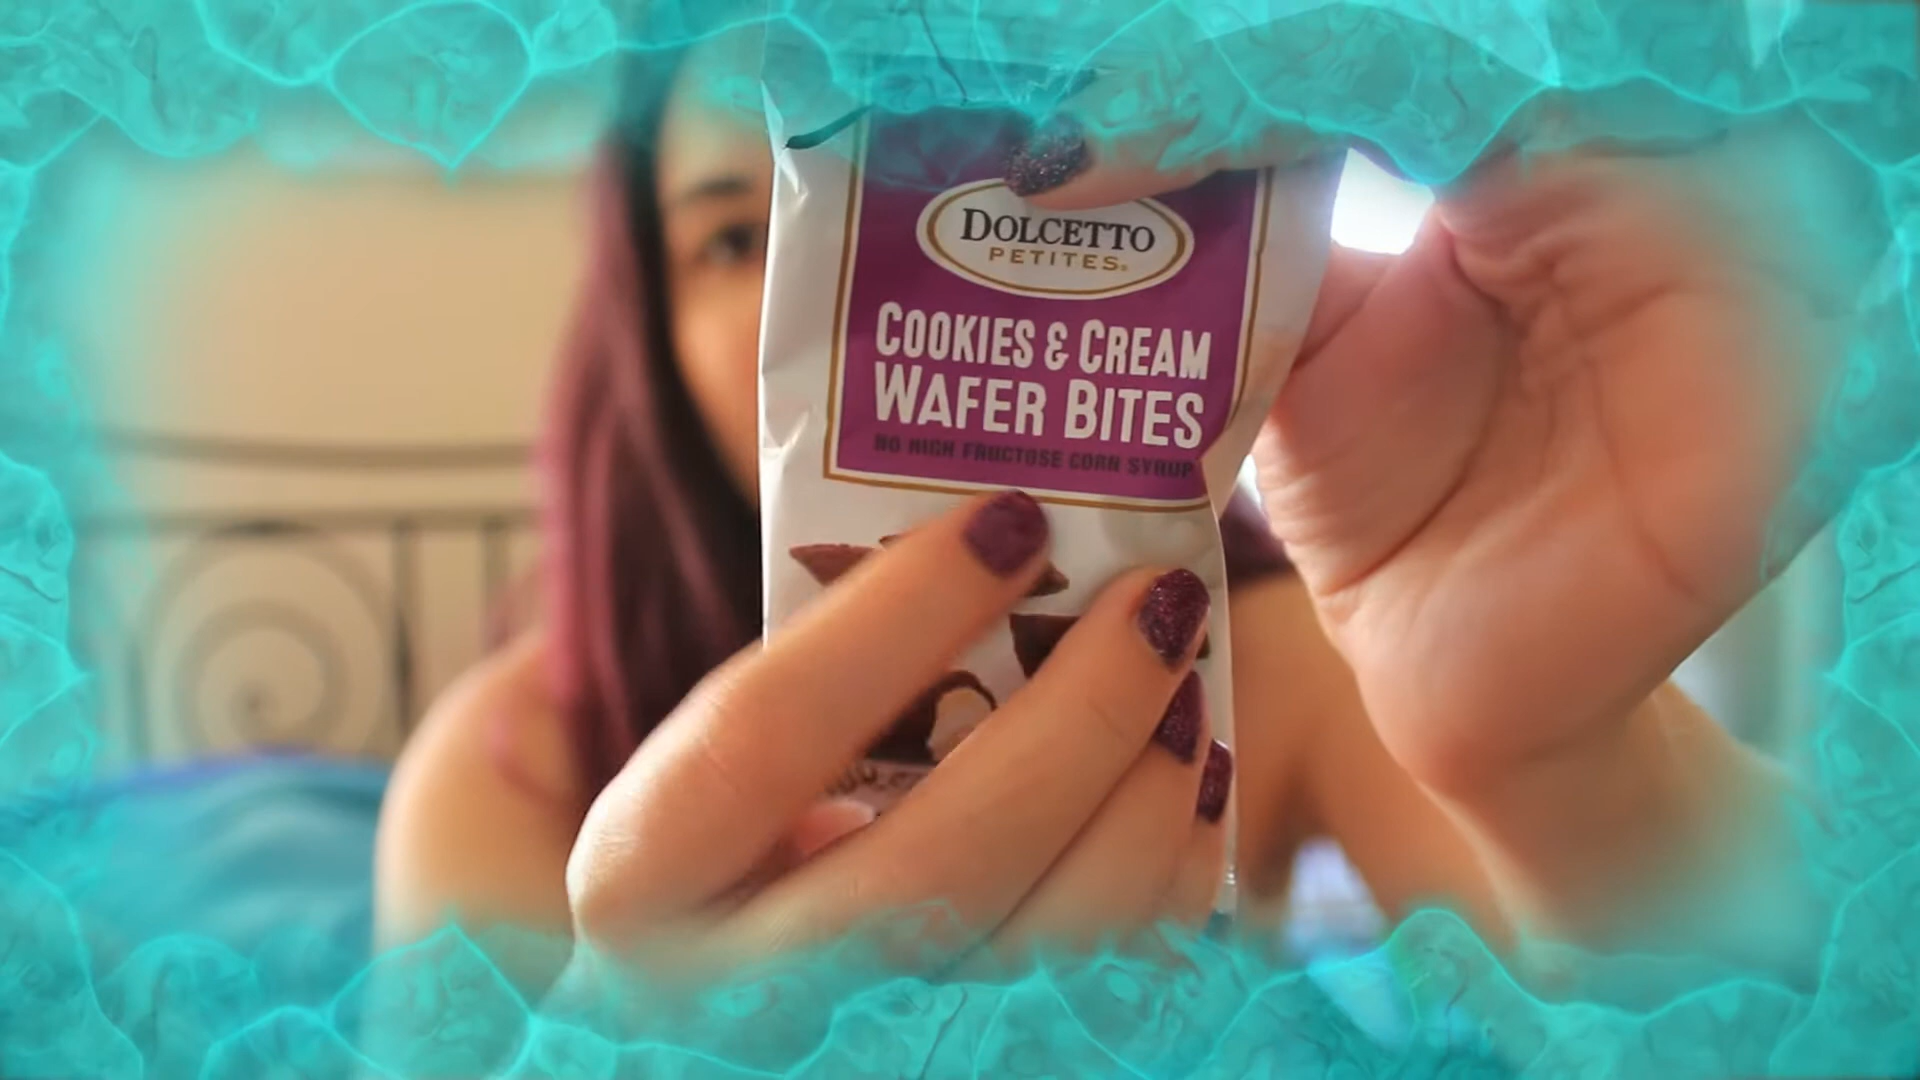 DOLCETTO
PETITES®
COOKIES & CREAM
WAFER BITES
NO HIGH FRUCTOSE CORN SYRUP